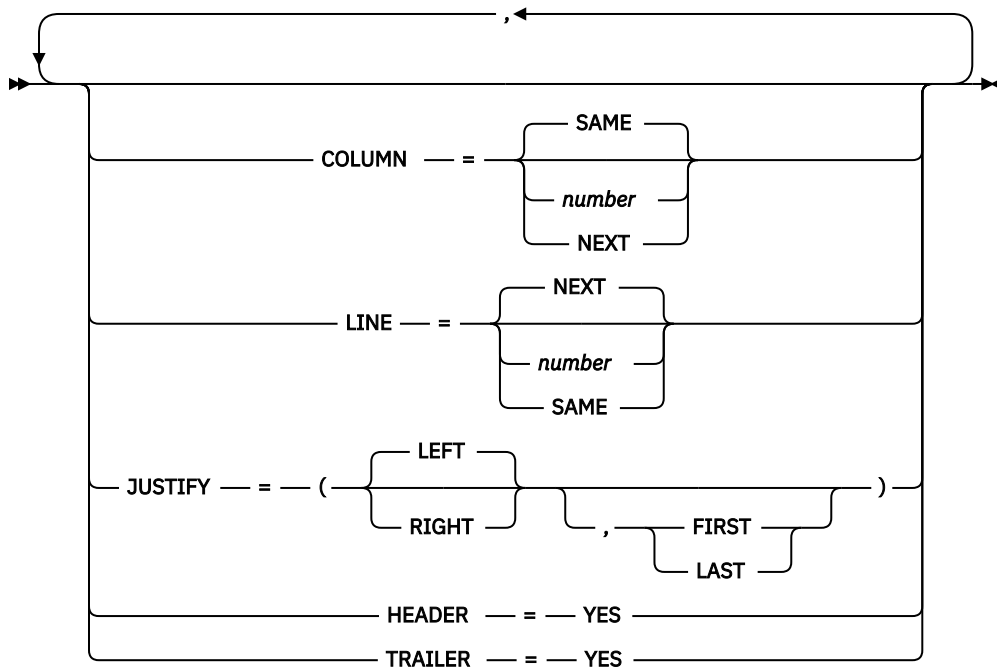 ,
SAME
COLUMN = 
number
NEXT
NEXT
LINE =
number
SAME
LEFT
JUSTIFY = ( )
RIGHT , FIRST
LAST
HEADER = YES
TRAILER = YES